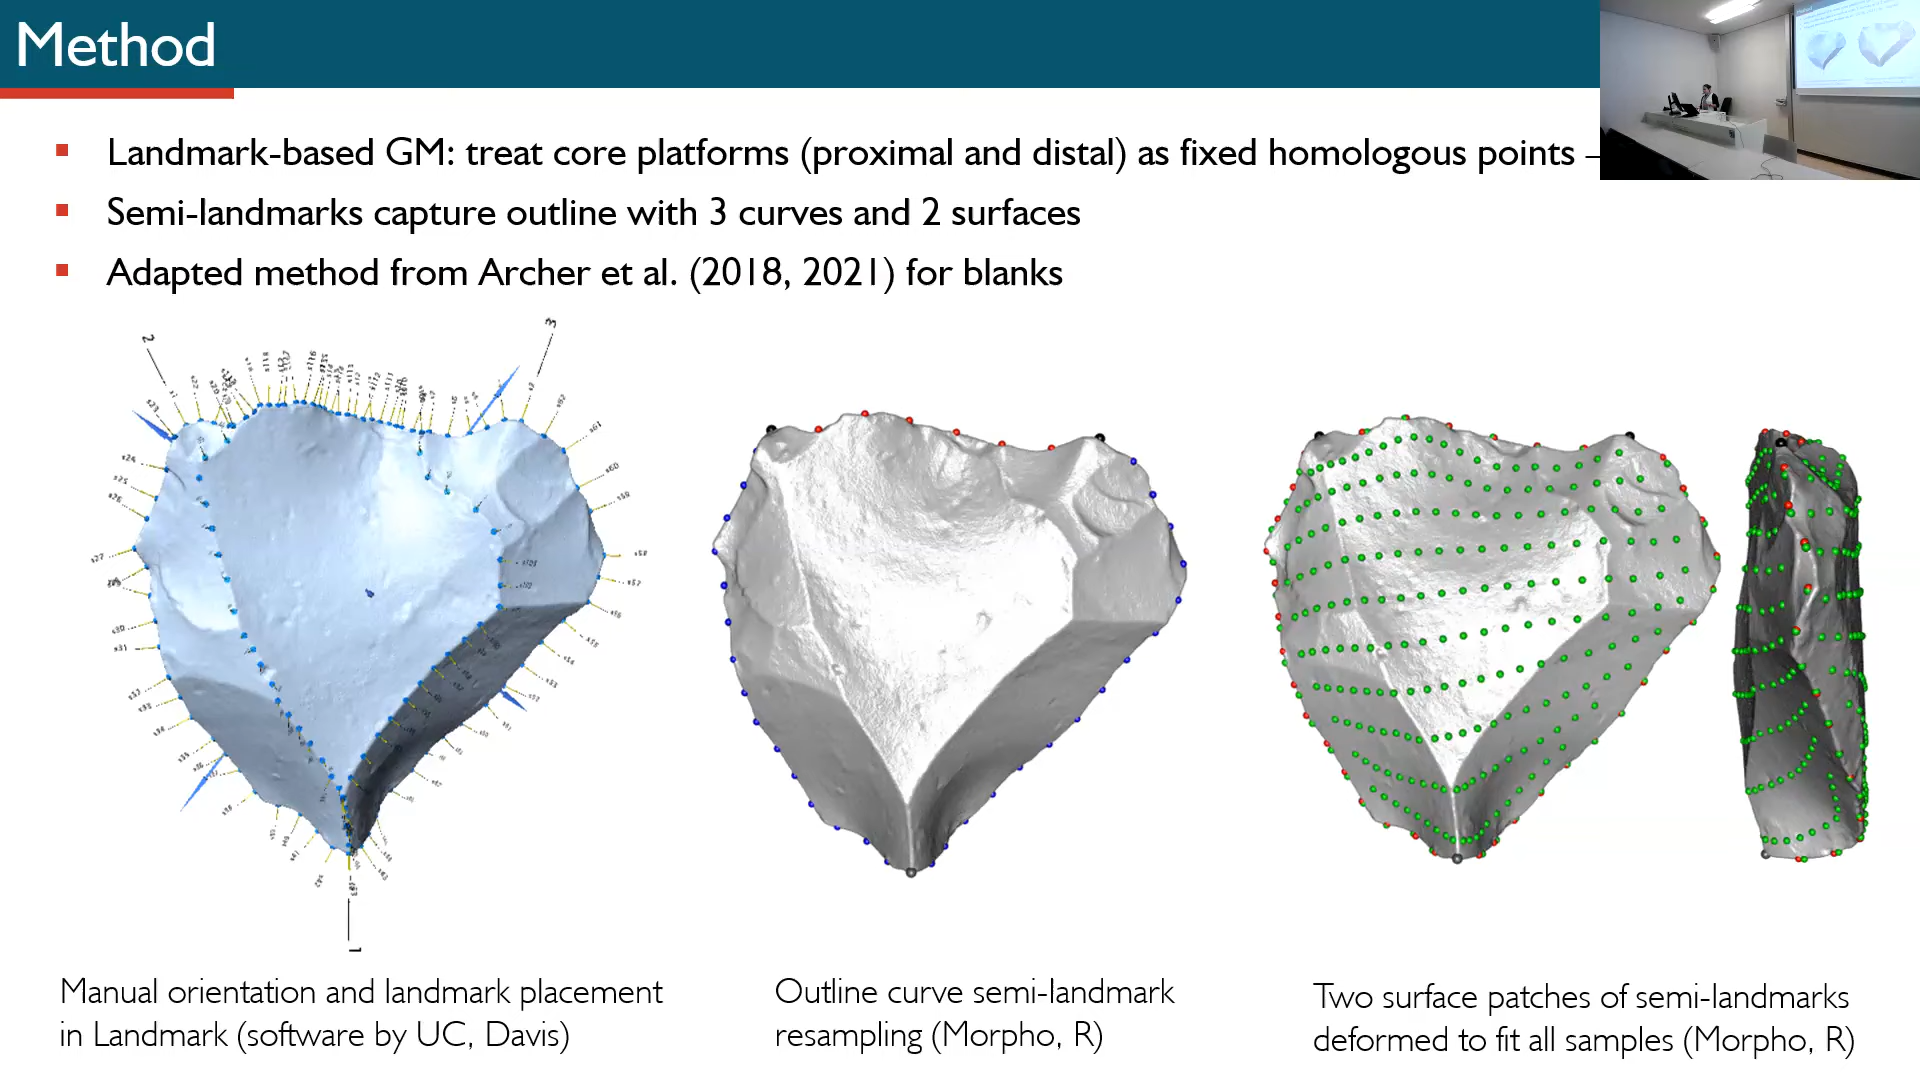 Method
Landmark-based GM: treat core platforms (proximal and distal) as fixed homologous points –
Semi-landmarks capture outline with 3 curves and 2 surfaces
Adapted method from Archer et al. (2018, 2021) for blanks
2
3
1
Manual orientation and landmark placement
in Landmark (software by UC, Davis)
Outline curve semi-landmark
resampling (Morpho, R)
Two surface patches of semi-landmarks
deformed to fit all samples (Morpho, R)